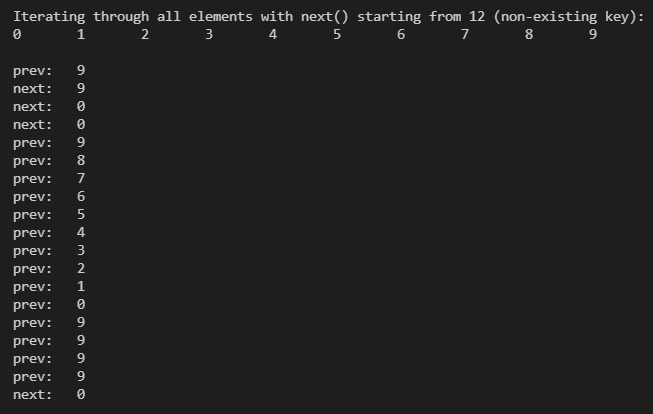 Iterating through all elements with next() starting from 12 (non-existing key):
0 1 2 3 4 5 6 7 8 9
prev: 9
next: 9
next: 0
next: 0
prev: 9
prev: 8
prev: 7
prev: 6
prev: 5
prev: 4
prev: 3
prev: 2
prev: 1
prev: 0
prev: 9
prev: 9
prev: 9
prev: 9
next: 0